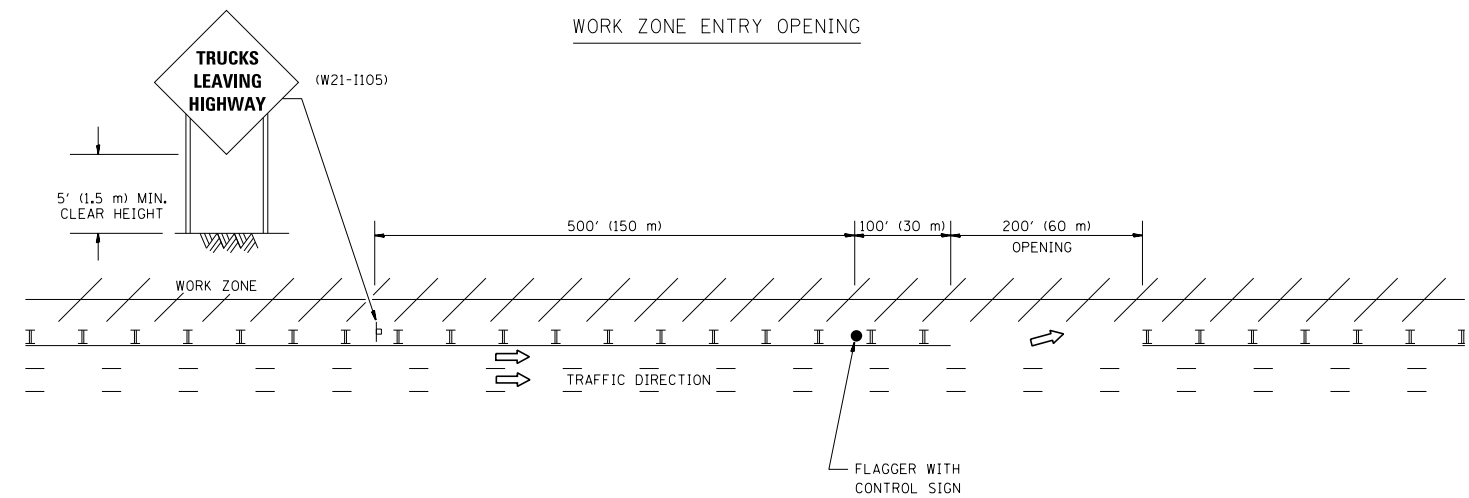 WORK ZONE ENTRY OPENING
TRUCKS
LEAVING
HIGHWAY
(W21-I105)
5' (1.5 m) MIN.
CLEAR HEIGHT
500' (150 m)
100' (30 m)
200' (60 m)
OPENING
WORK ZONE
TRAFFIC DIRECTION
FLAGGER WITH
CONTROL SIGN